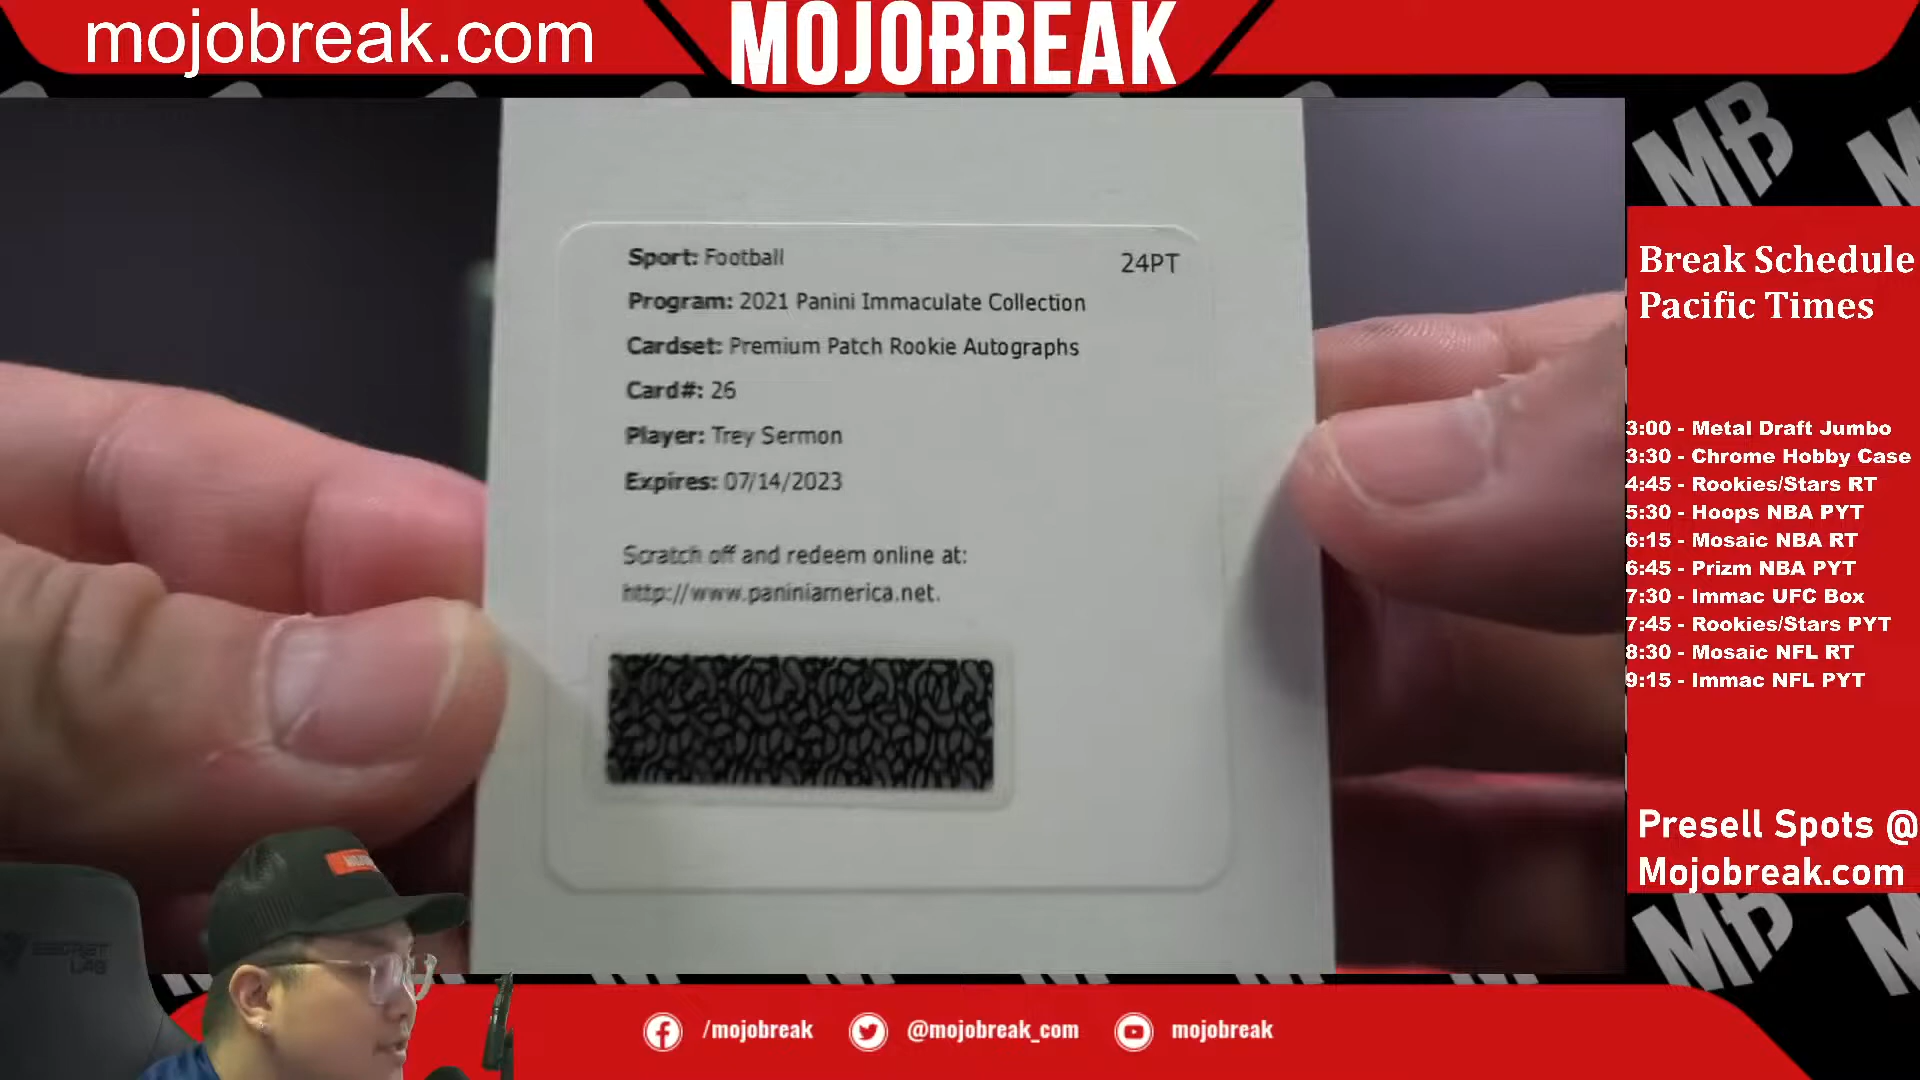 mojobreak.com
MOJOBREAK
MB
Sport: Football
24PT
Program: 2021 Panini Immaculate Collection
Cardset: Premium Patch Rookie Autographs
Card#: 26
Player: Trey Sermon
Expires: 07/14/2023
Scratch off and redeem online at:
http://www.paniniamerica.net.
Break Schedule
Pacific Times
3:00 - Metal Draft Jumbo
3:30 - Chrome Hobby Case
4:45 - Rookies/Stars RT
5:30 - Hoops NBA PYT
6:15 - Mosaic NBA RT
6:45 - Prizm NBA PYT
7:30 - Immac UFC Box
7:45 - Rookies/Stars PYT
8:30 - Mosaic NFL RT
9:15 - Immac NFL PYT
Presell Spots @
Mojobreak.com
MB
SECRET
LAB
/mojobreak
@mojobreak_com
mojobreak